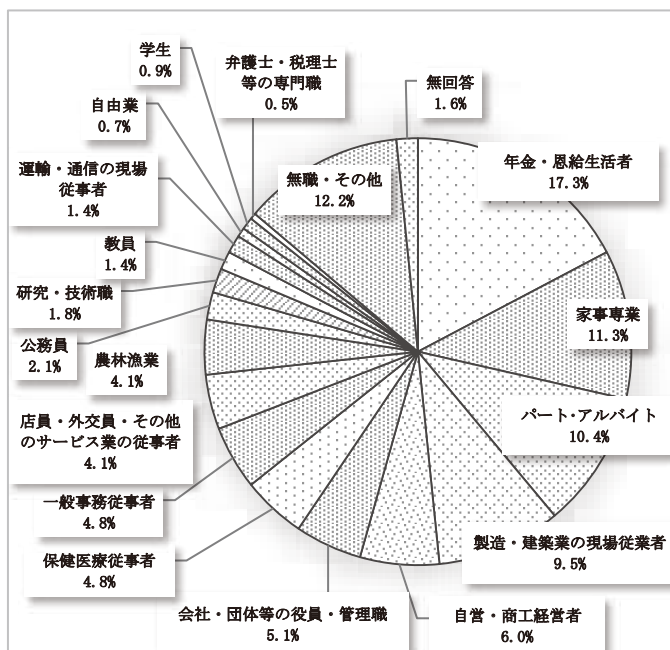 学生
0.9%
弁護士・税理士
等の専門職
0.5%
無回答
1.6%
自由業
0.7%
年金・恩給生活者
17.3%
運輸・通信の現場
従事者
1.4%
無職・その他
12.2%
教員
1.4%
研究・技術職
1.8%
家事専業
11.3%
公務員
2.1%
農林漁業
4.1%
パート・アルバイト
10.4%
店員・外交員・その他
のサービス業の従事者
4.1%
一般事務従事者
4.8%
製造・建築業の現場従業者
9.5%
保健医療従事者
4.8%
会社・団体等の役員・管理職
5.1%
自営・商工経営者
6.0%